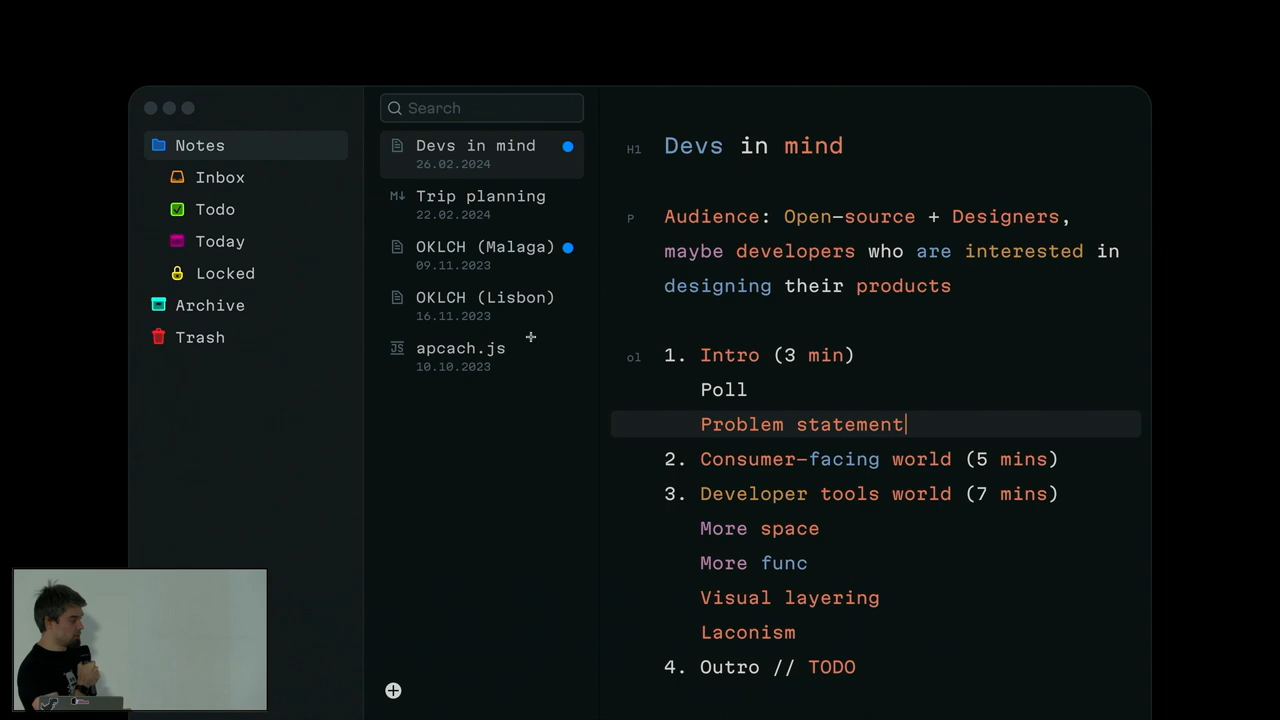 Notes
Inbox
Todo
Today
Locked
Archive
Trash
Search
Devs in mind
26.02.2024
M↓ Trip planning
22.02.2024
OKLCH (Malaga)
09.11.2023
OKLCH (Lisbon)
16.11.2023
JS apcach.js
10.10.2023
H1 Devs in mind
P Audience: Open-source + Designers,
maybe developers who are interested in
designing their products
ol 1. Intro (3 min)
Poll
Problem statement
2. Consumer-facing world (5 mins)
3. Developer tools world (7 mins)
More space
More func
Visual layering
Laconism
4. Outro // TODO